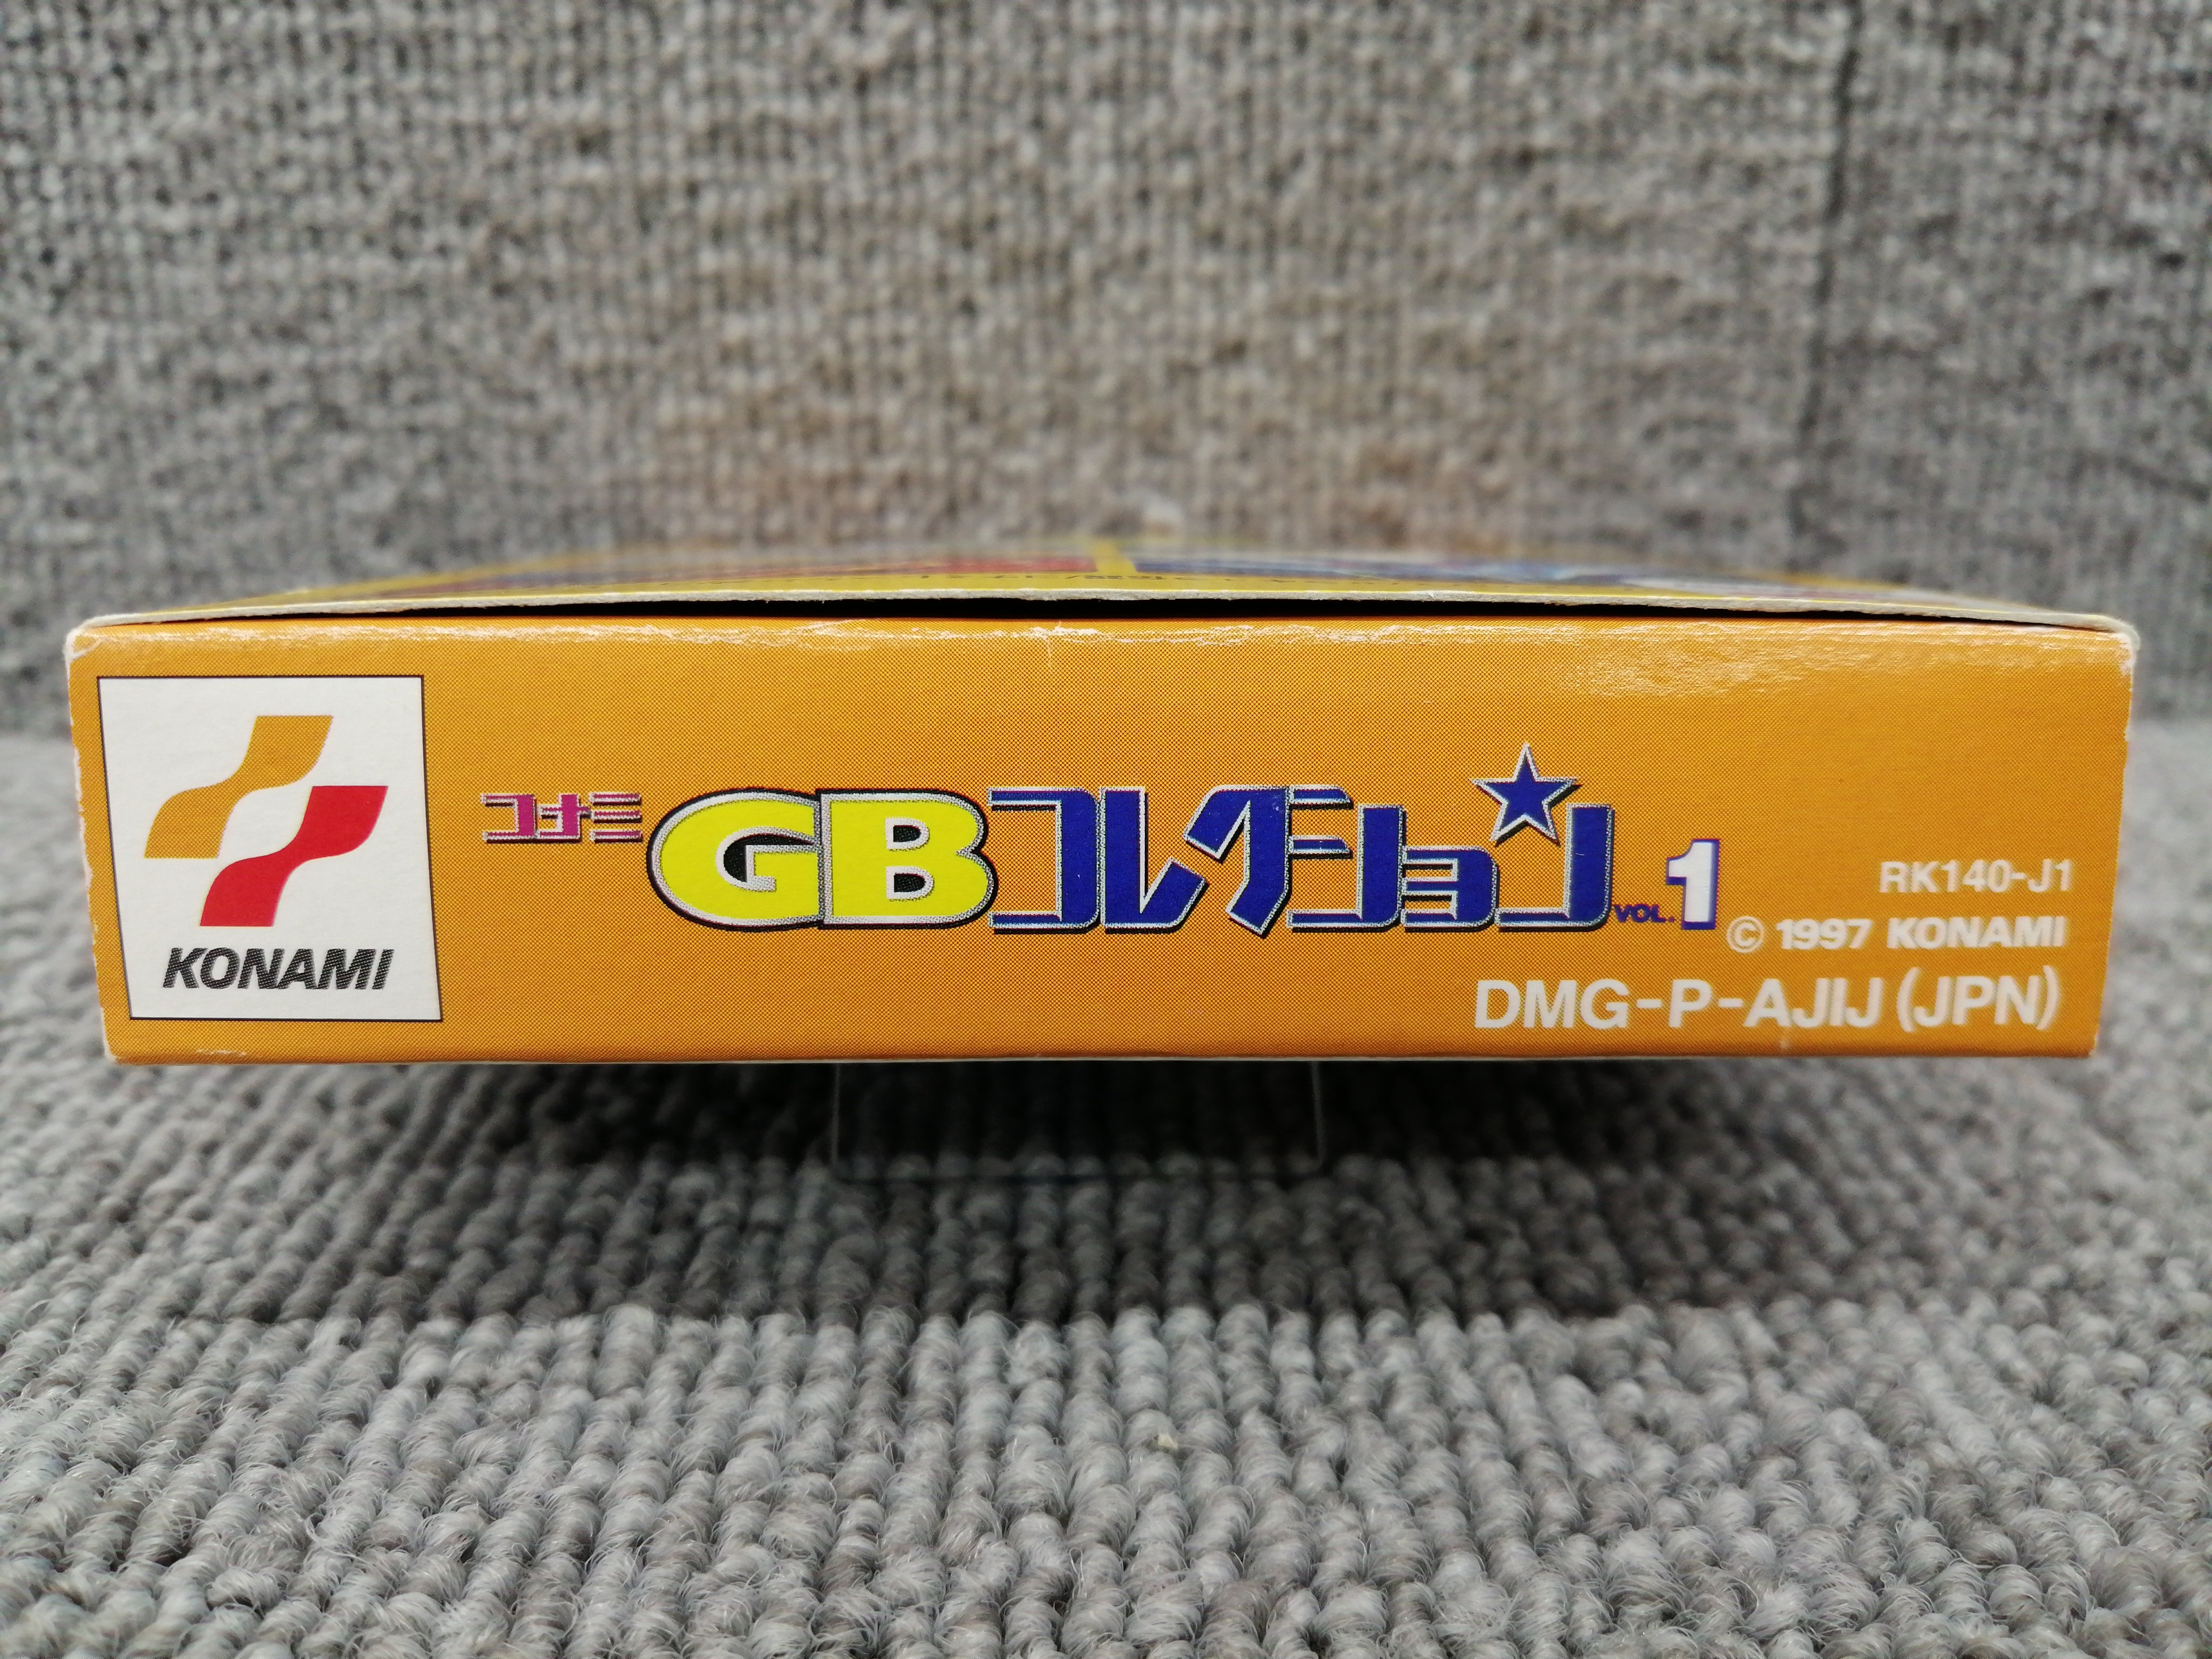 KONAMI
コナミ GBコレクション VOL.1
RK140-J1
© 1997 KONAMI
DMG-P-AJIJ (JPN)